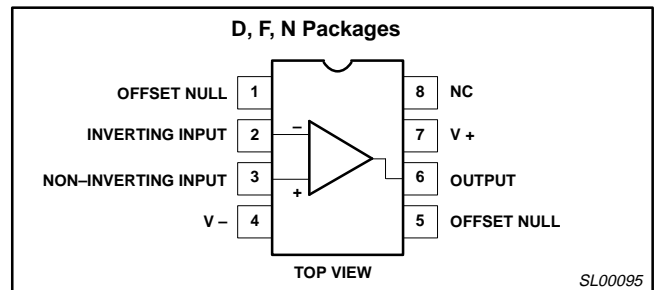 D, F, N Packages
OFFSET NULL 1
INVERTING INPUT 2
NON–INVERTING INPUT 3
V – 4
8 NC
7 V +
6 OUTPUT
5 OFFSET NULL
–
+
TOP VIEW
SL00095